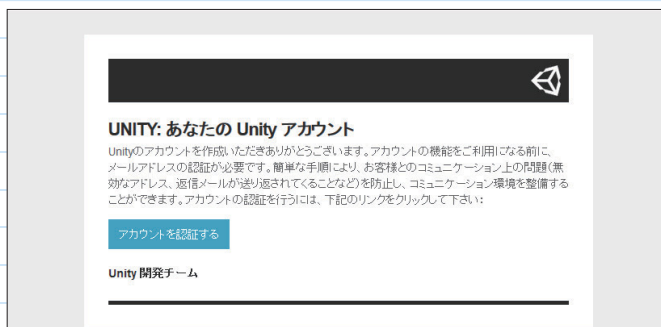 UNITY: あなたの Unity アカウント
Unityのアカウントを作成いただきありがとうございます。アカウントの機能をご利用になる前に、
メールアドレスの認証が必要です。簡単な手順により、お客様とのコミュニケーション上の問題(無
効なアドレス、返信メールが送り返されてくることなど)を防止し、コミュニケーション環境を整備する
ことができます。アカウントの認証を行うには、下記のリンクをクリックして下さい:
アカウントを認証する
Unity 開発チーム